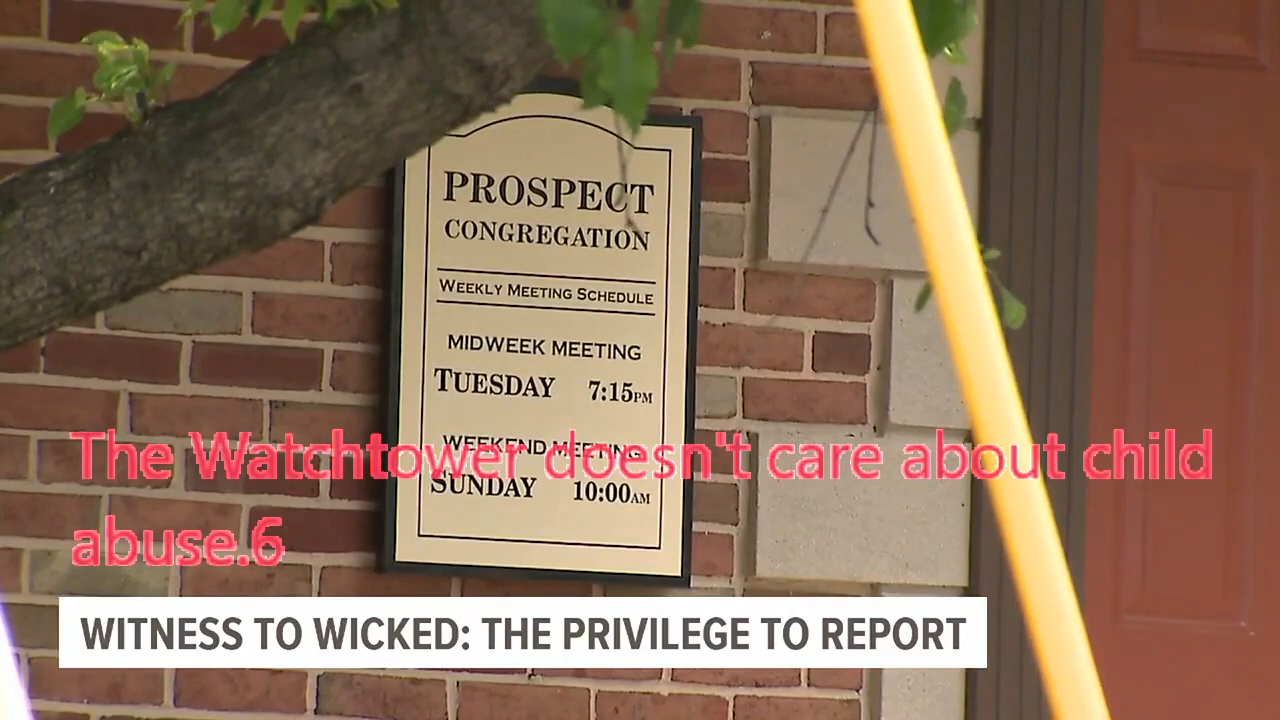 PROSPECT
CONGREGATION
WEEKLY MEETING SCHEDULE
MIDWEEK MEETING
TUESDAY 7:15PM
WEEKEND MEETING
SUNDAY 10:00AM
The Watchtower doesn't care about child
abuse.6
WITNESS TO WICKED: THE PRIVILEGE TO REPORT